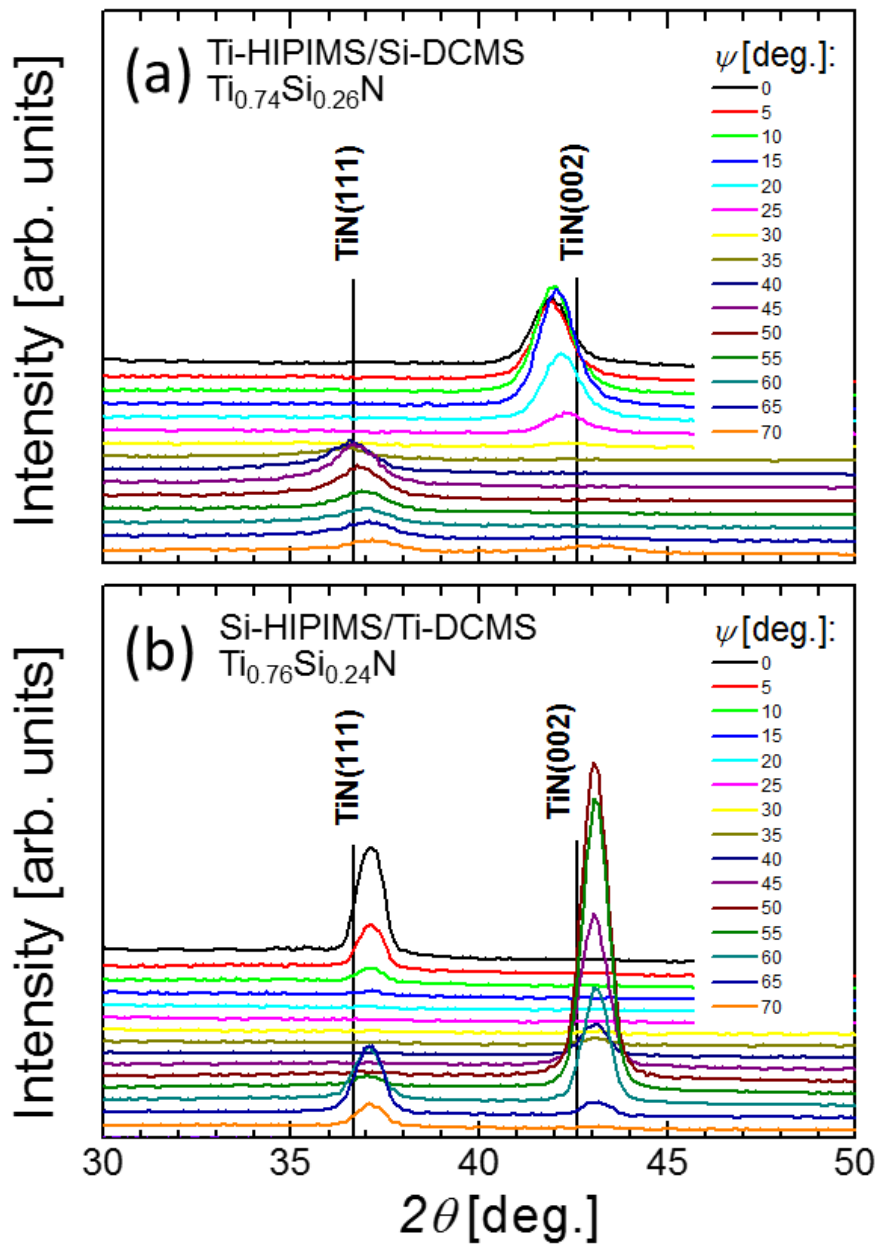 (a)
Ti-HIPIMS/Si-DCMS
Ti0.74Si0.26N
TiN(111)
TiN(002)
ψ [deg.]:
0
5
10
15
20
25
30
35
40
45
50
55
60
65
70
Intensity [arb. units]
(b)
Si-HIPIMS/Ti-DCMS
Ti0.76Si0.24N
TiN(111)
TiN(002)
ψ [deg.]:
0
5
10
15
20
25
30
35
40
45
50
55
60
65
70
Intensity [arb. units]
30 35 40 45 50
2θ [deg.]